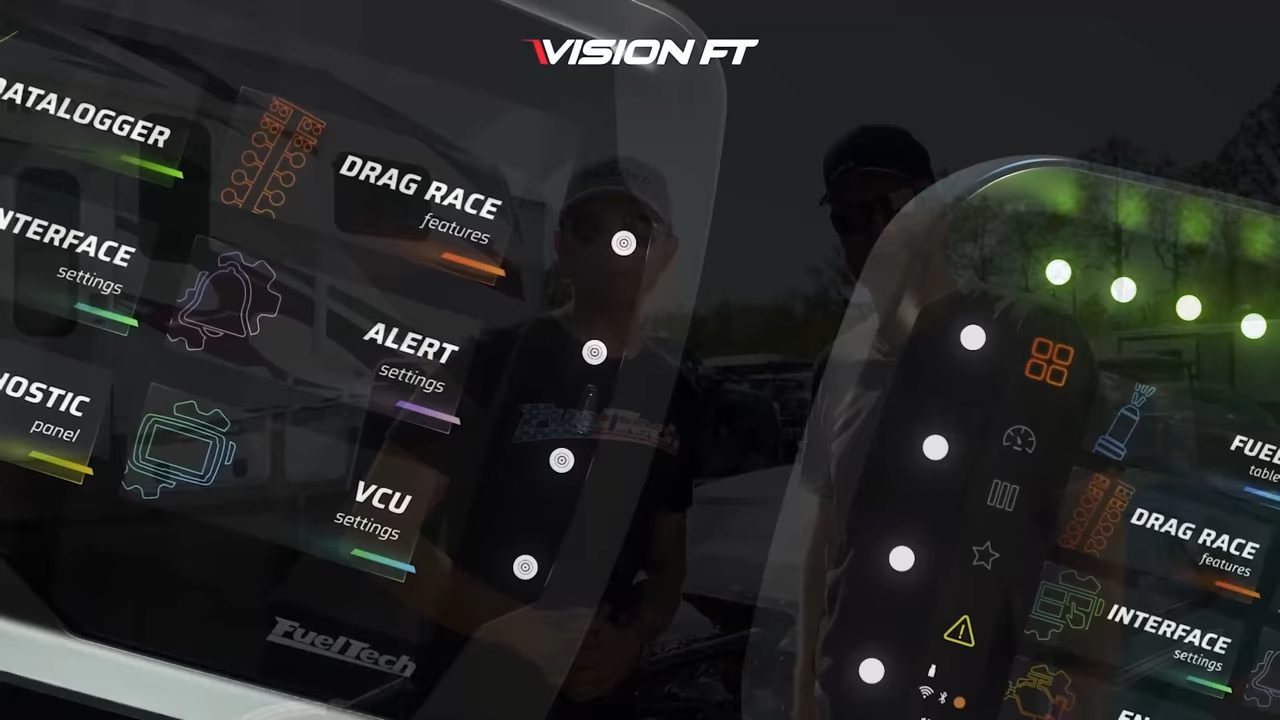 VISION FT
DATALOGGER
DRAG RACE
features
INTERFACE
settings
ALERT
settings
panel
VCU
settings
FuelTech
FuelTech
FUEL
table
DRAG RACE
features
INTERFACE
settings